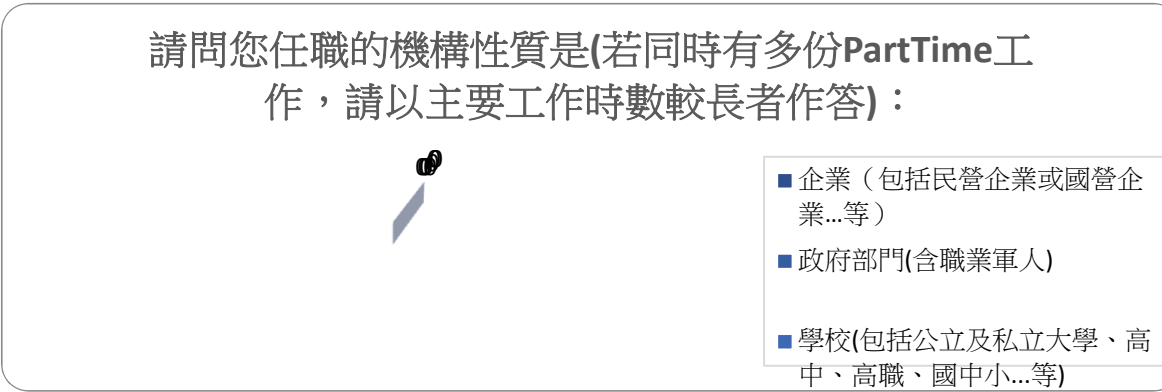 請問您任職的機構性質是(若同時有多份PartTime工
作，請以主要工作時數較長者作答)：
企業（包括民營企業或國營企
業…等）
政府部門(含職業軍人)
學校(包括公立及私立大學、高
中、高職、國中小…等)